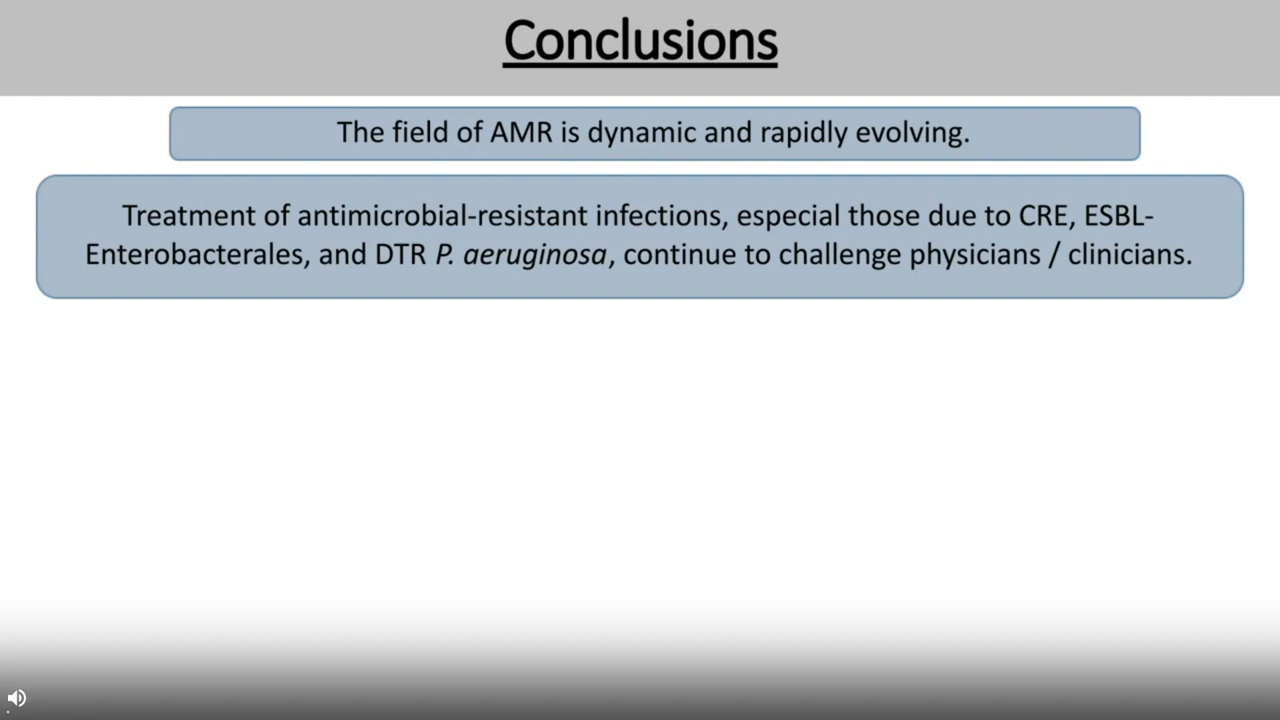 Conclusions
The field of AMR is dynamic and rapidly evolving.
Treatment of antimicrobial-resistant infections, especial those due to CRE, ESBL-
Enterobacterales, and DTR P. aeruginosa, continue to challenge physicians / clinicians.